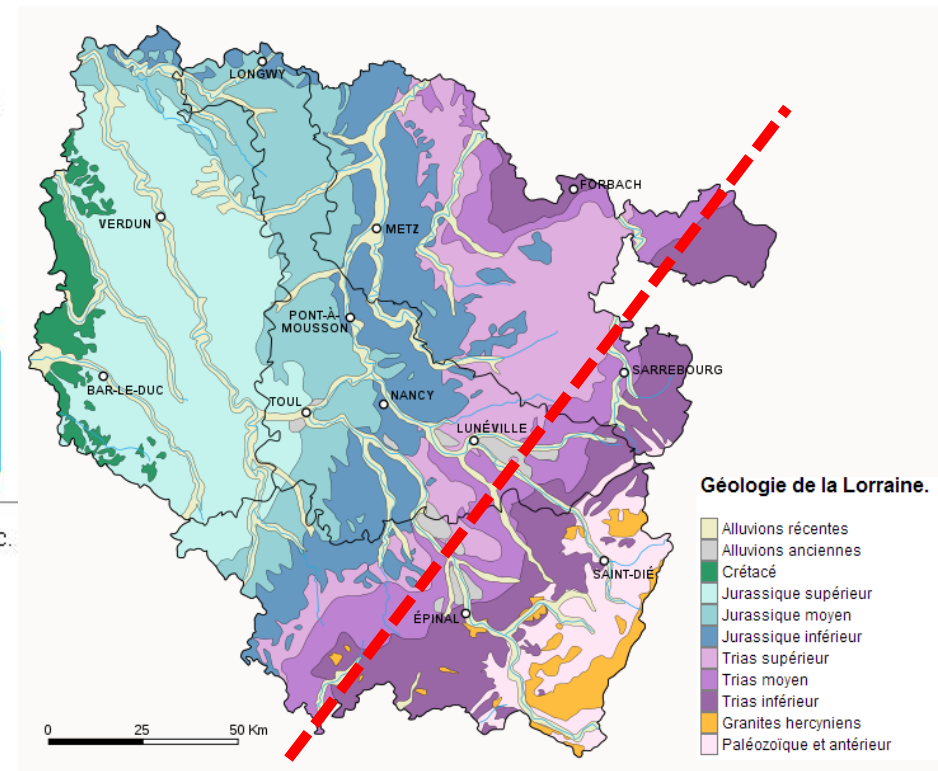 LONGWY
FORBACH
VERDUN
METZ
PONT-À-
MOUSSON
SARREBOURG
BAR-LE-DUC
TOUL
NANCY
LUNÉVILLE
Géologie de la Lorraine.
Alluvions récentes
Alluvions anciennes
C.
Crétacé
SAINT-DIÉ
Jurassique supérieur
Jurassique moyen
ÉPINAL
Jurassique inférieur
Trias supérieur
Trias moyen
Trias inférieur
Granites hercyniens
Paléozoïque et antérieur
0 25 50 Km